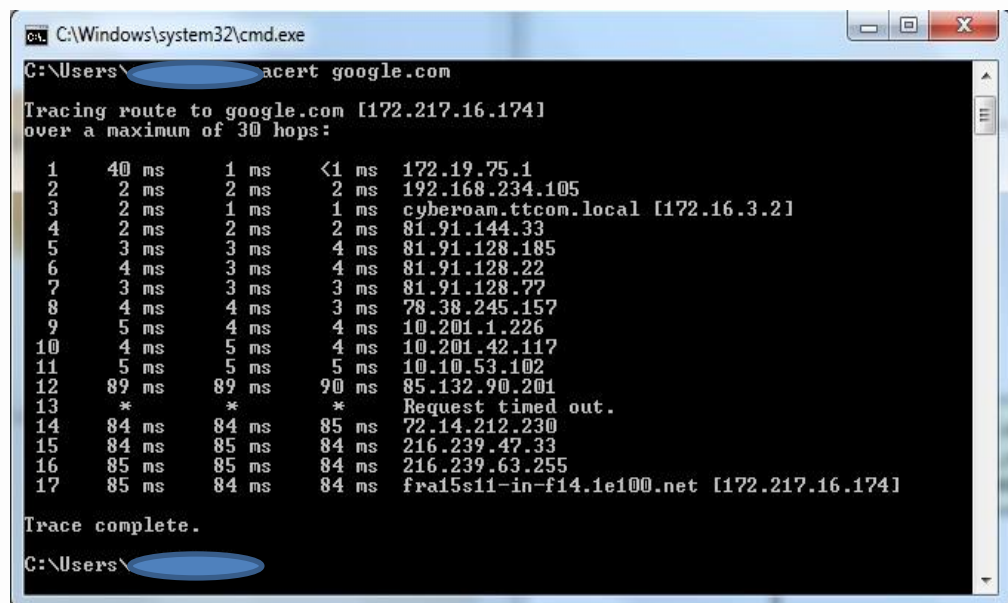 C:\Windows\system32\cmd.exe
C:\Users\ acert google.com
Tracing route to google.com [172.217.16.174]
over a maximum of 30 hops:
1 40 ms 1 ms <1 ms 172.19.75.1
2 2 ms 2 ms 2 ms 192.168.234.105
3 2 ms 1 ms 1 ms cyberoam.ttcom.local [172.16.3.2]
4 2 ms 2 ms 2 ms 81.91.144.33
5 3 ms 3 ms 4 ms 81.91.128.185
6 4 ms 3 ms 4 ms 81.91.128.22
7 3 ms 3 ms 3 ms 81.91.128.77
8 4 ms 4 ms 3 ms 78.38.245.157
9 5 ms 4 ms 4 ms 10.201.1.226
10 4 ms 5 ms 4 ms 10.201.42.117
11 5 ms 5 ms 5 ms 10.10.53.102
12 89 ms 89 ms 90 ms 85.132.90.201
13 * * * Request timed out.
14 84 ms 84 ms 85 ms 72.14.212.230
15 84 ms 85 ms 84 ms 216.239.47.33
16 85 ms 85 ms 84 ms 216.239.63.255
17 85 ms 84 ms 84 ms fra15s11-in-f14.1e100.net [172.217.16.174]
Trace complete.
C:\Users\